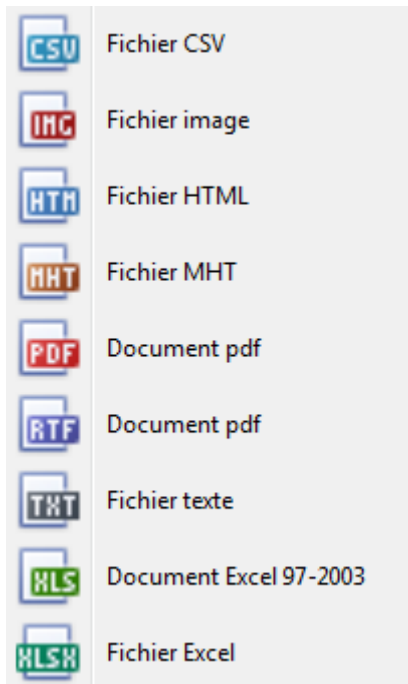 CSV Fichier CSV
IMG Fichier image
HTM Fichier HTML
MHT Fichier MHT
PDF Document pdf
RTF Document pdf
TXT Fichier texte
XLS Document Excel 97-2003
XLSX Fichier Excel